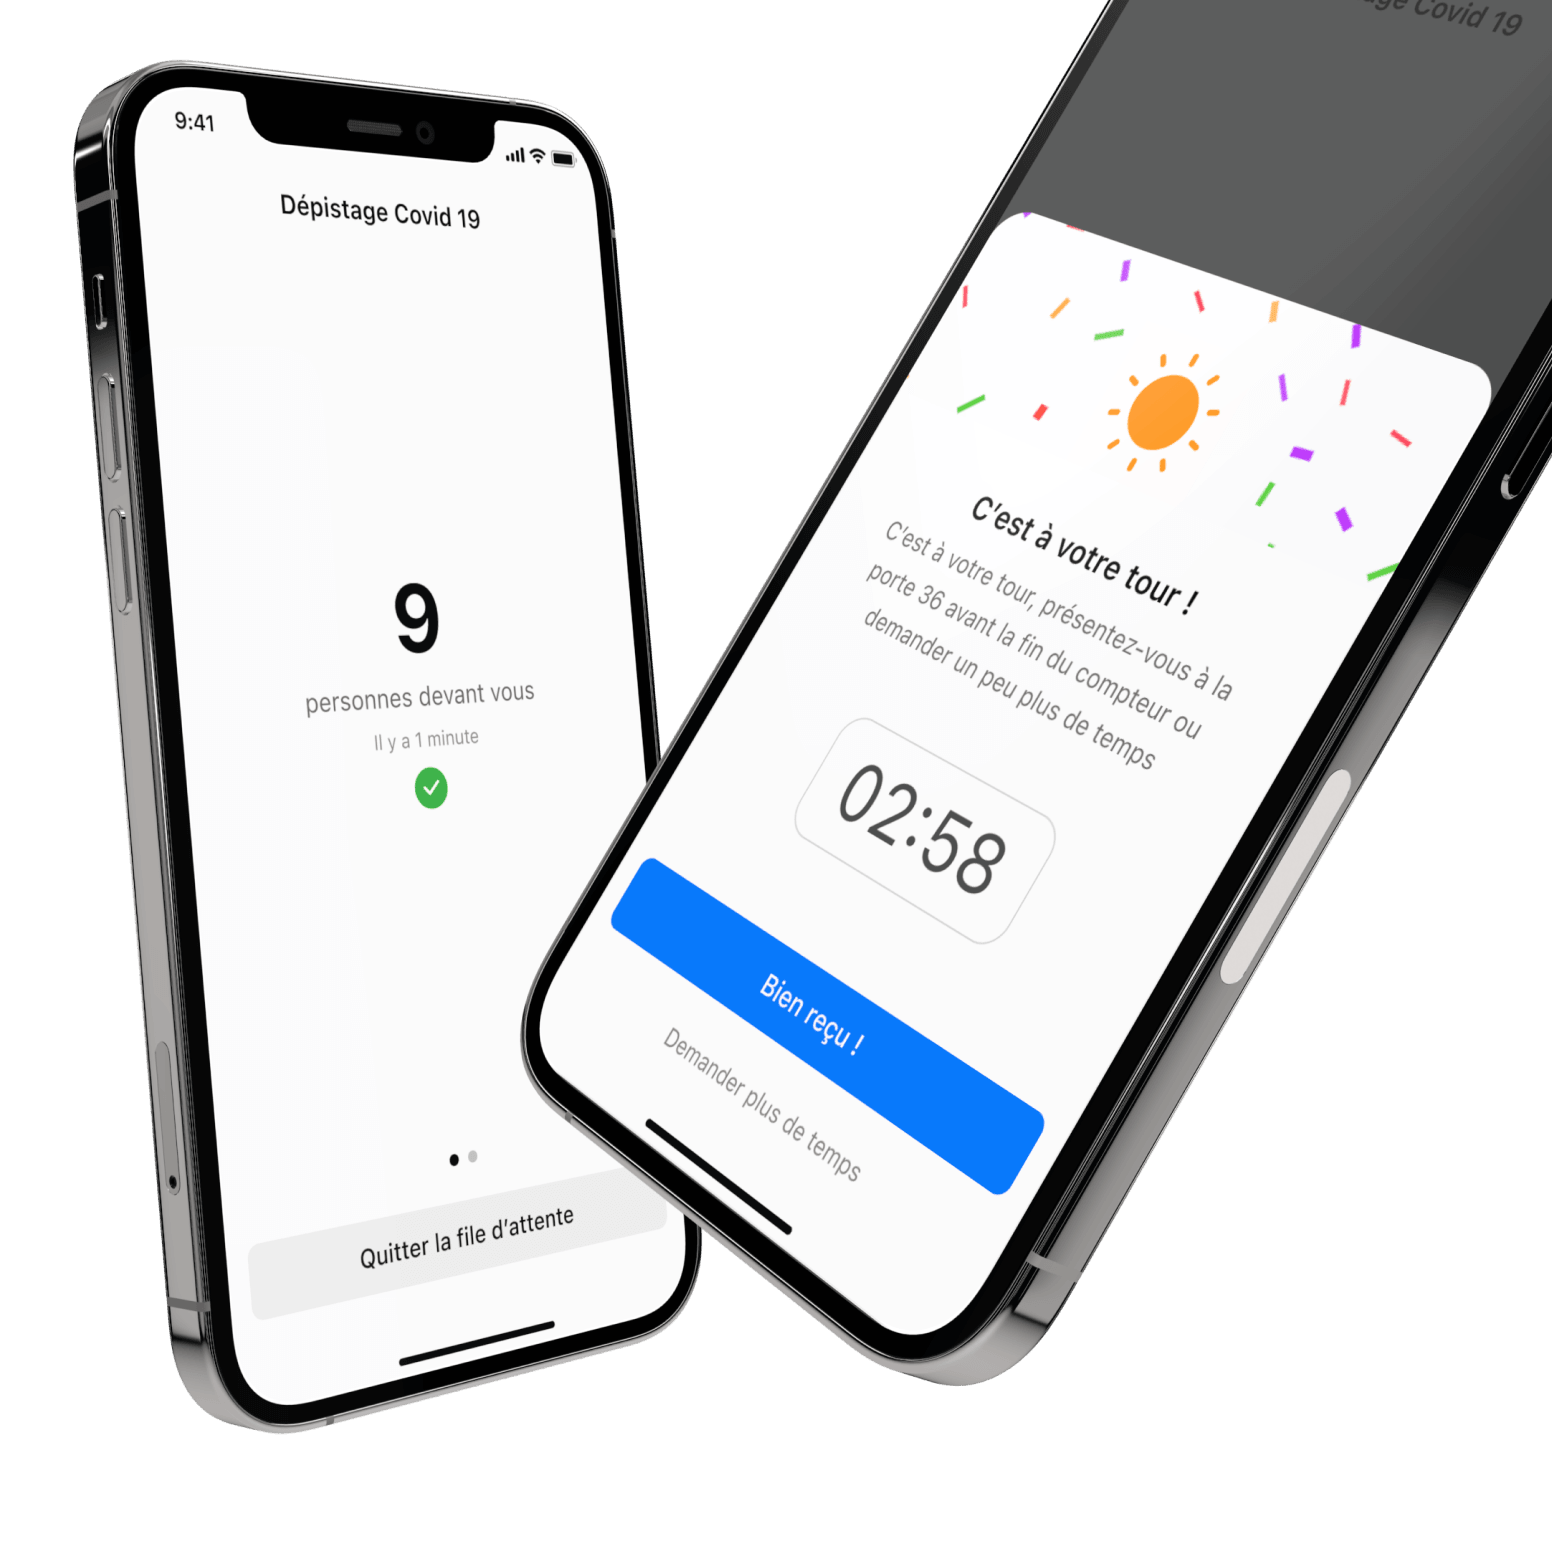 9:41
Dépistage Covid 19
9
personnes devant vous
Il y a 1 minute
Quitter la file d'attente
Covid 19
C'est à votre tour !
C'est à votre tour, présentez-vous à la
porte 36 avant la fin du compteur ou
demander un peu plus de temps
02:58
Bien reçu !
Demander plus de temps